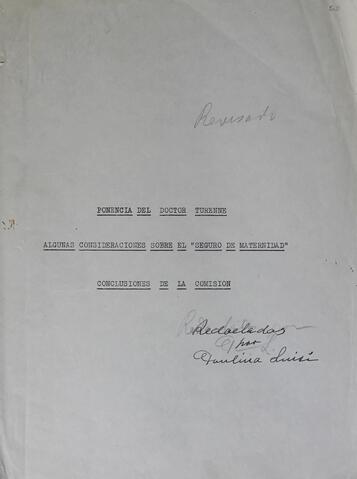 Revisado
PONENCIA DEL DOCTOR TURENNE
ALGUNAS CONSIDERACIONES SOBRE EL "SEGURO DE MATERNIDAD"
CONCLUSIONES DE LA COMISION
Redactadas
por
Paulina Luisi